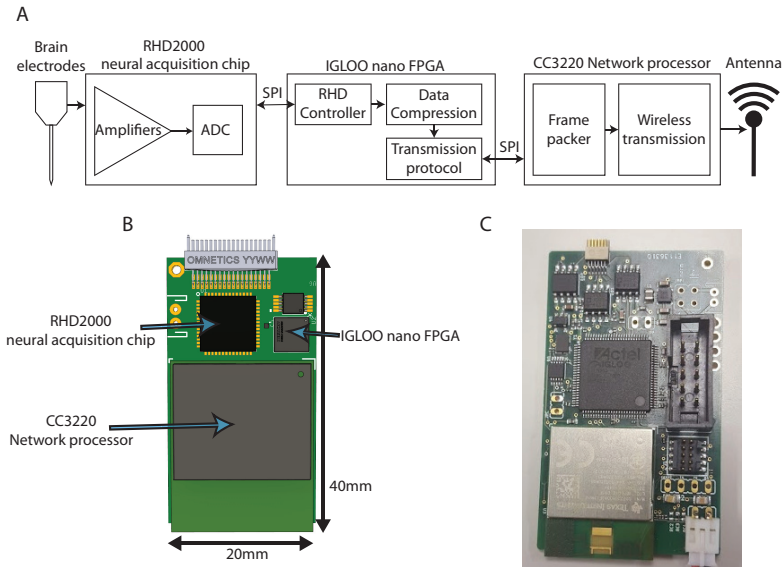 A
Brain
electrodes
RHD2000
neural acquisition chip
Amplifiers
ADC
SPI
IGLOO nano FPGA
RHD
Controller
Data
Compression
Transmission
protocol
SPI
CC3220 Network processor
Frame
packer
Wireless
transmission
Antenna
B
OMNETICS YYWW
RHD2000
neural acquisition chip
IGLOO nano FPGA
CC3220
Network processor
40mm
20mm
C
Actel
IGLOO